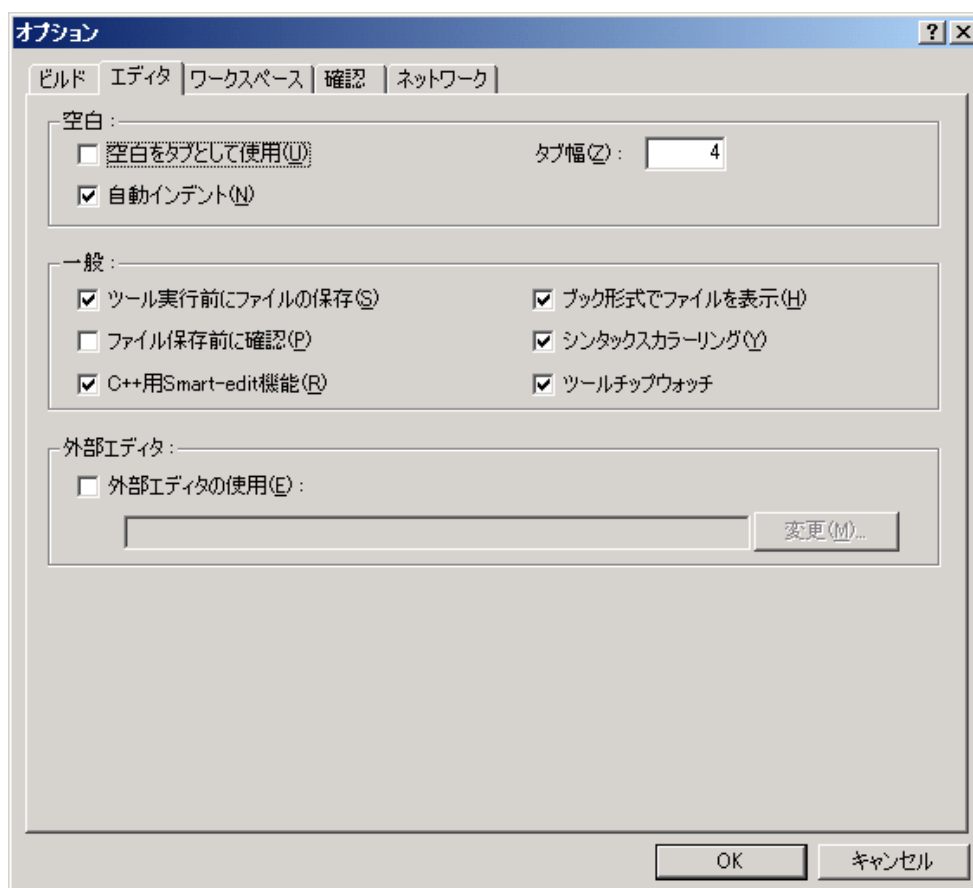 オプション
ビルド エディタ ワークスペース 確認 ネットワーク
空白:
空白をタブとして使用(U) タブ幅(Z): 4
自動インデント(N)
一般:
ツール実行前にファイルの保存(S) ブック形式でファイルを表示(H)
ファイル保存前に確認(P) シンタックスカラーリング(Y)
C++用Smart-edit機能(R) ツールチップウォッチ
外部エディタ:
外部エディタの使用(E):
変更(M)...
OK キャンセル